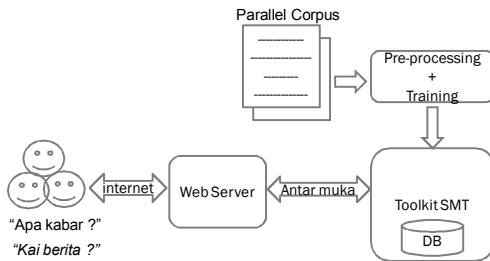 Parallel Corpus
Pre-processing
+
Training
internet
Web Server
Antar muka
Toolkit SMT
DB
“Apa kabar ?”
“Kai berita ?”